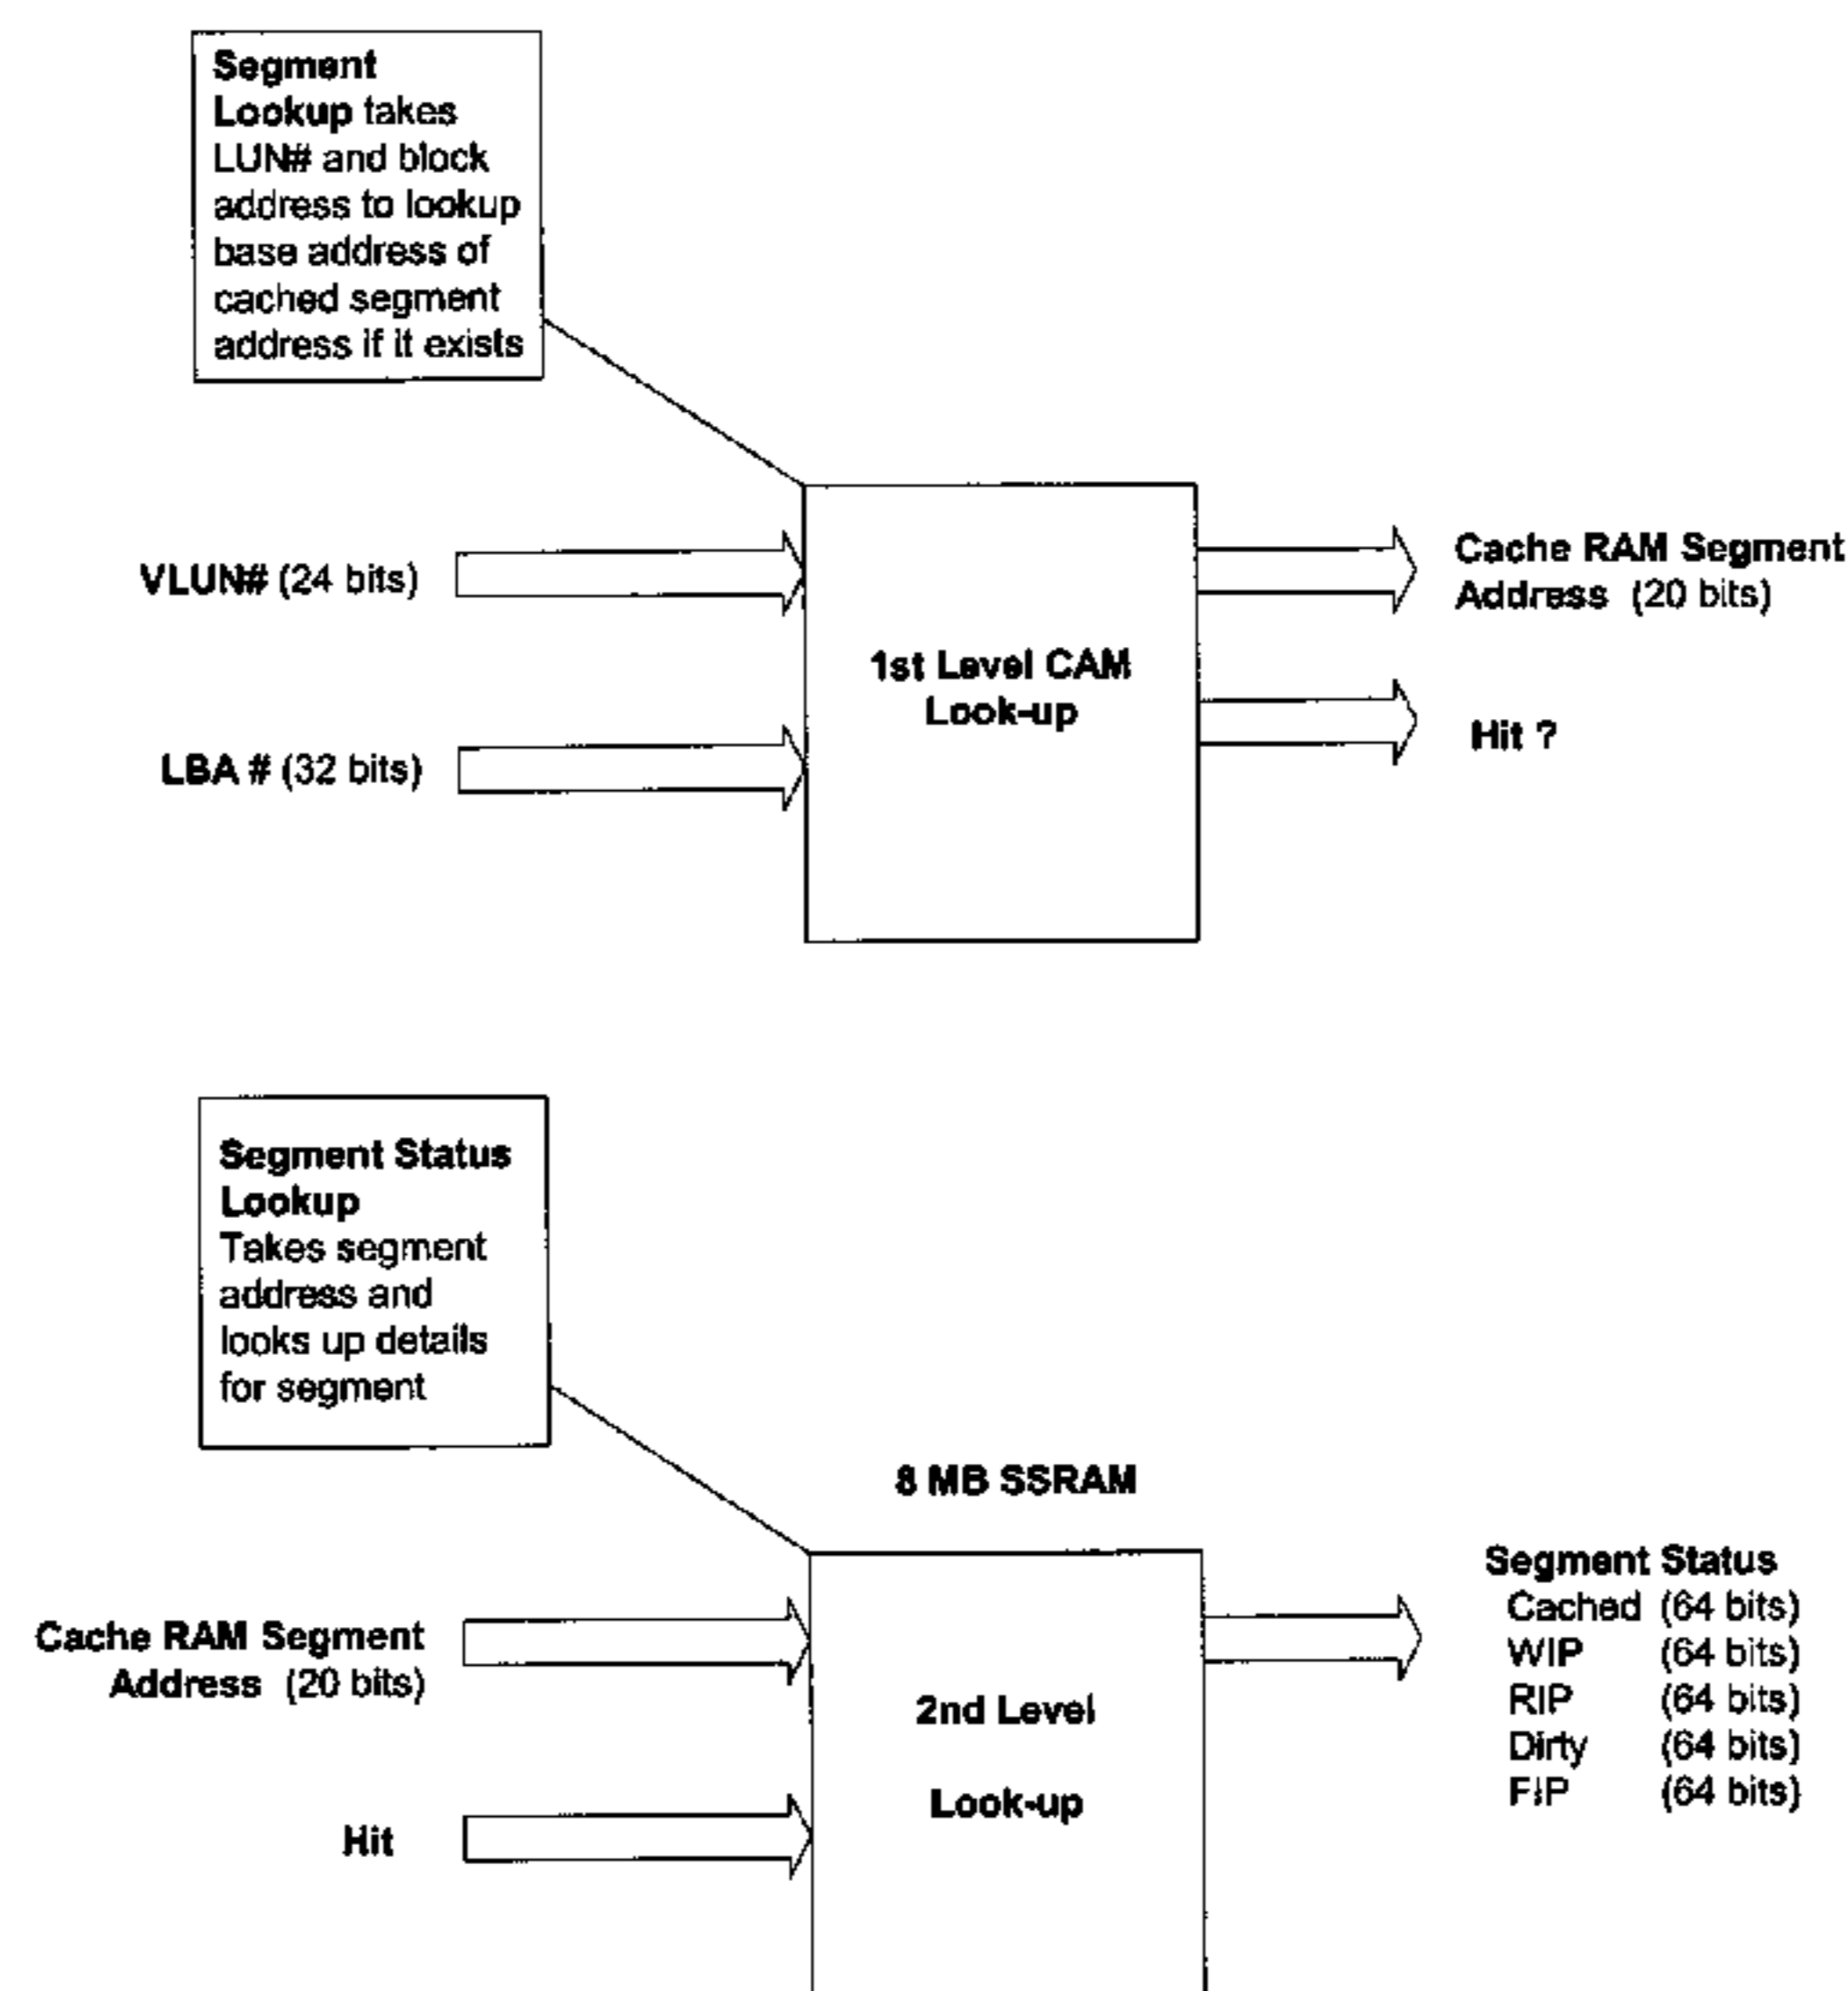 Segment
Lookup takes
LUN# and block
address to lookup
base address of
cached segment
address if it exists
VLUN# (24 bits)
LBA # (32 bits)
1st Level CAM
Look-up
Cache RAM Segment
Address (20 bits)
Hit ?
Segment Status
Lookup
Takes segment
address and
looks up details
for segment
8 MB SSRAM
Cache RAM Segment
Address (20 bits)
Hit
2nd Level
Look-up
Segment Status
Cached (64 bits)
WIP (64 bits)
RIP (64 bits)
Dirty (64 bits)
FIP (64 bits)